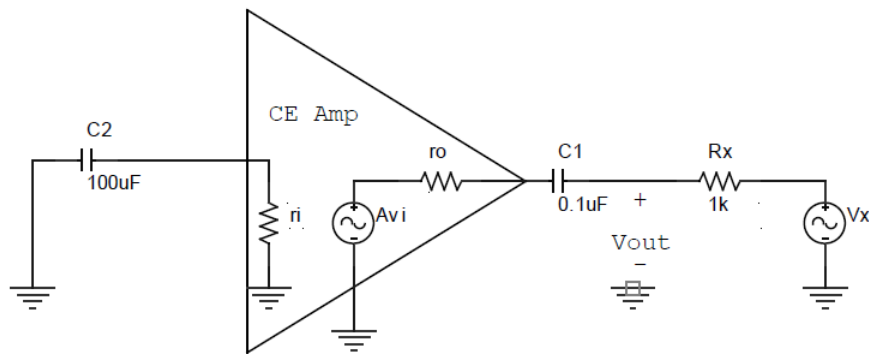 CE Amp
C2
100uF
ri
ro
Avi
C1
0.1uF
+
Vout
−
Rx
1k
Vx